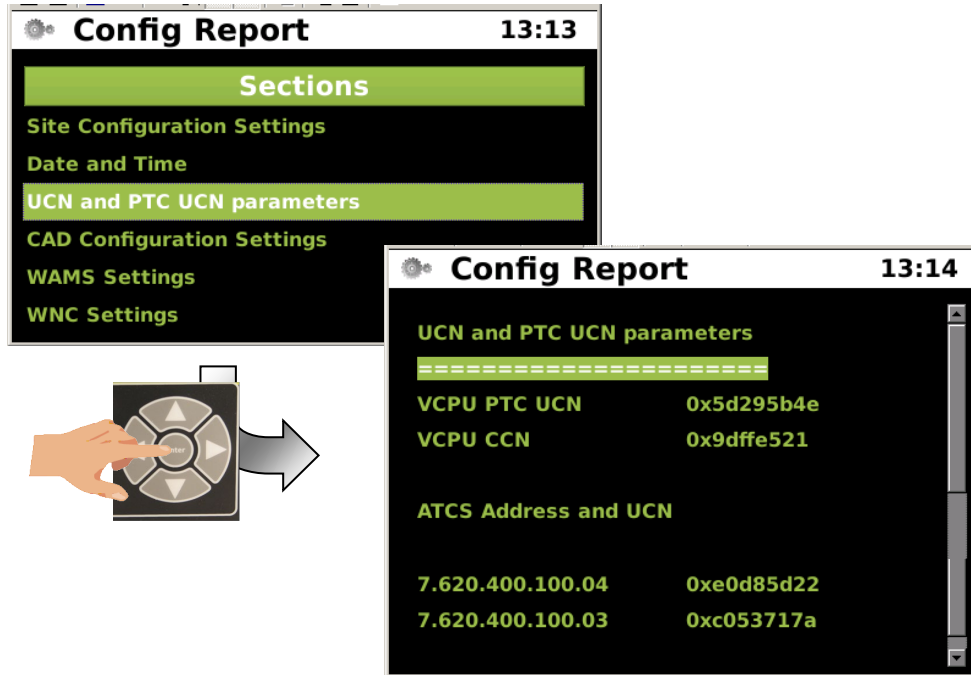 Config Report 13:13
Sections
Site Configuration Settings
Date and Time
UCN and PTC UCN parameters
CAD Configuration Settings
WAMS Settings
WNC Settings
Config Report 13:14
UCN and PTC UCN parameters
======================
VCPU PTC UCN 0x5d295b4e
VCPU CCN 0x9dffe521
ATCS Address and UCN
7.620.400.100.04 0xe0d85d22
7.620.400.100.03 0xc053717a